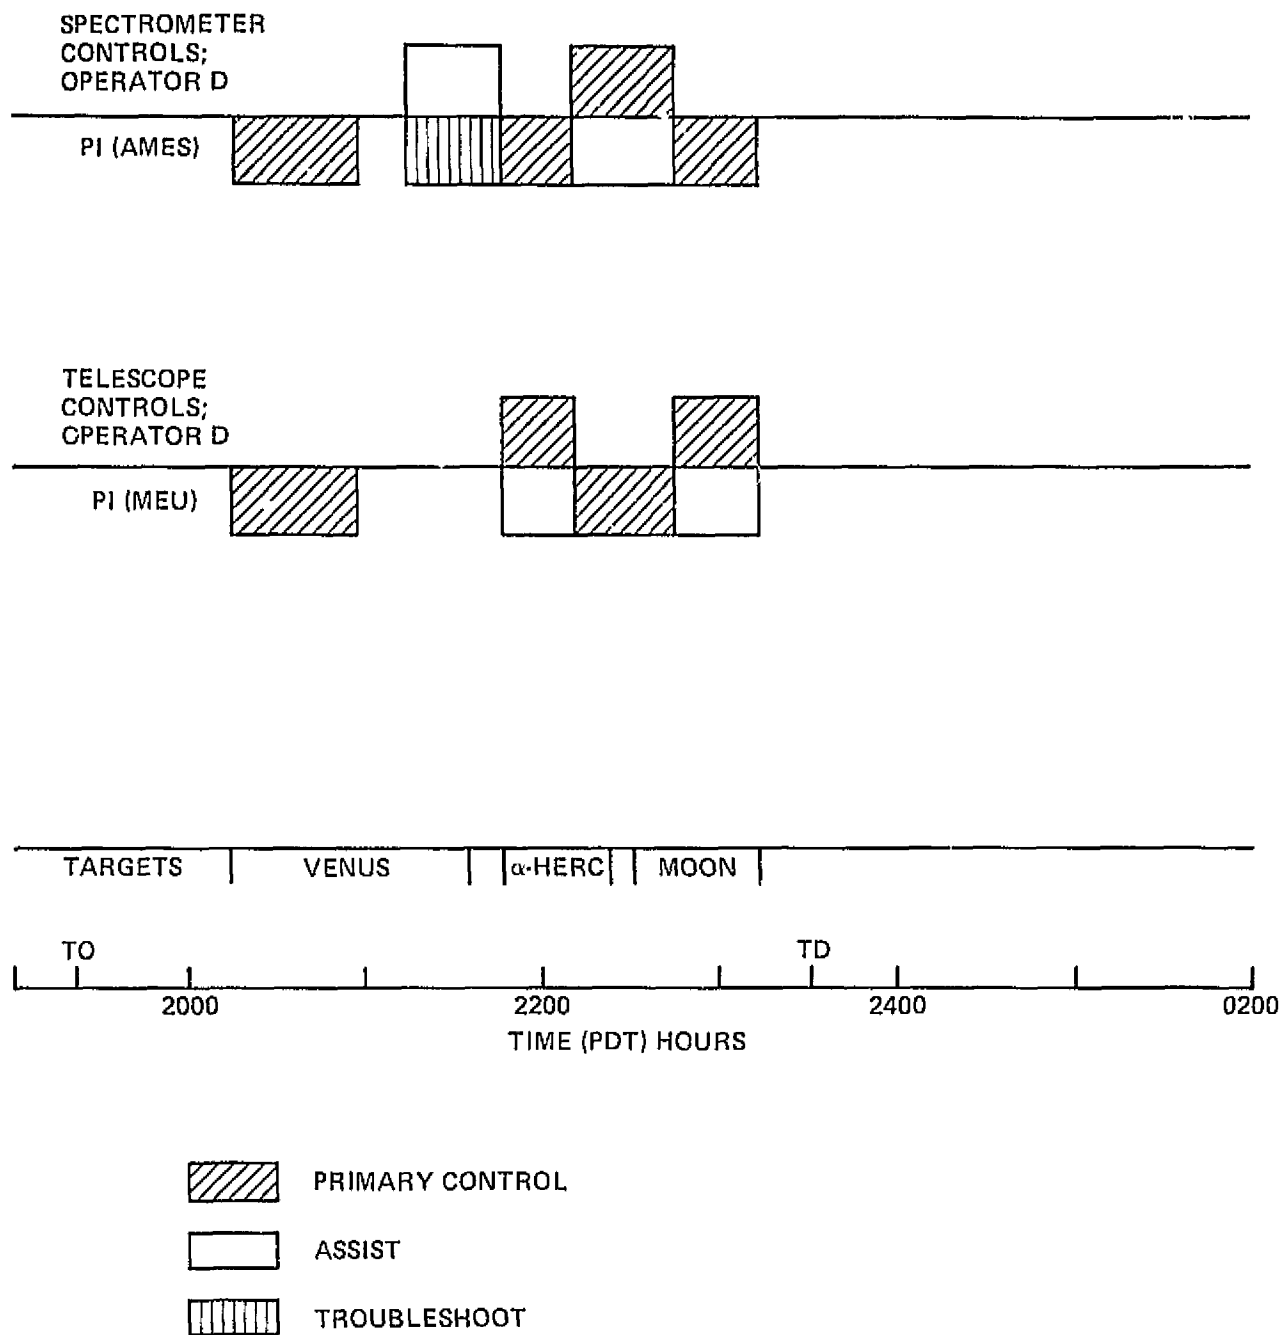 SPECTROMETER
CONTROLS;
OPERATOR D
PI (AMES)
TELESCOPE
CONTROLS;
OPERATOR D
PI (MEU)
TARGETS VENUS α-HERC MOON
TO TD
2000 2200 2400 0200
TIME (PDT) HOURS
PRIMARY CONTROL
ASSIST
TROUBLESHOOT